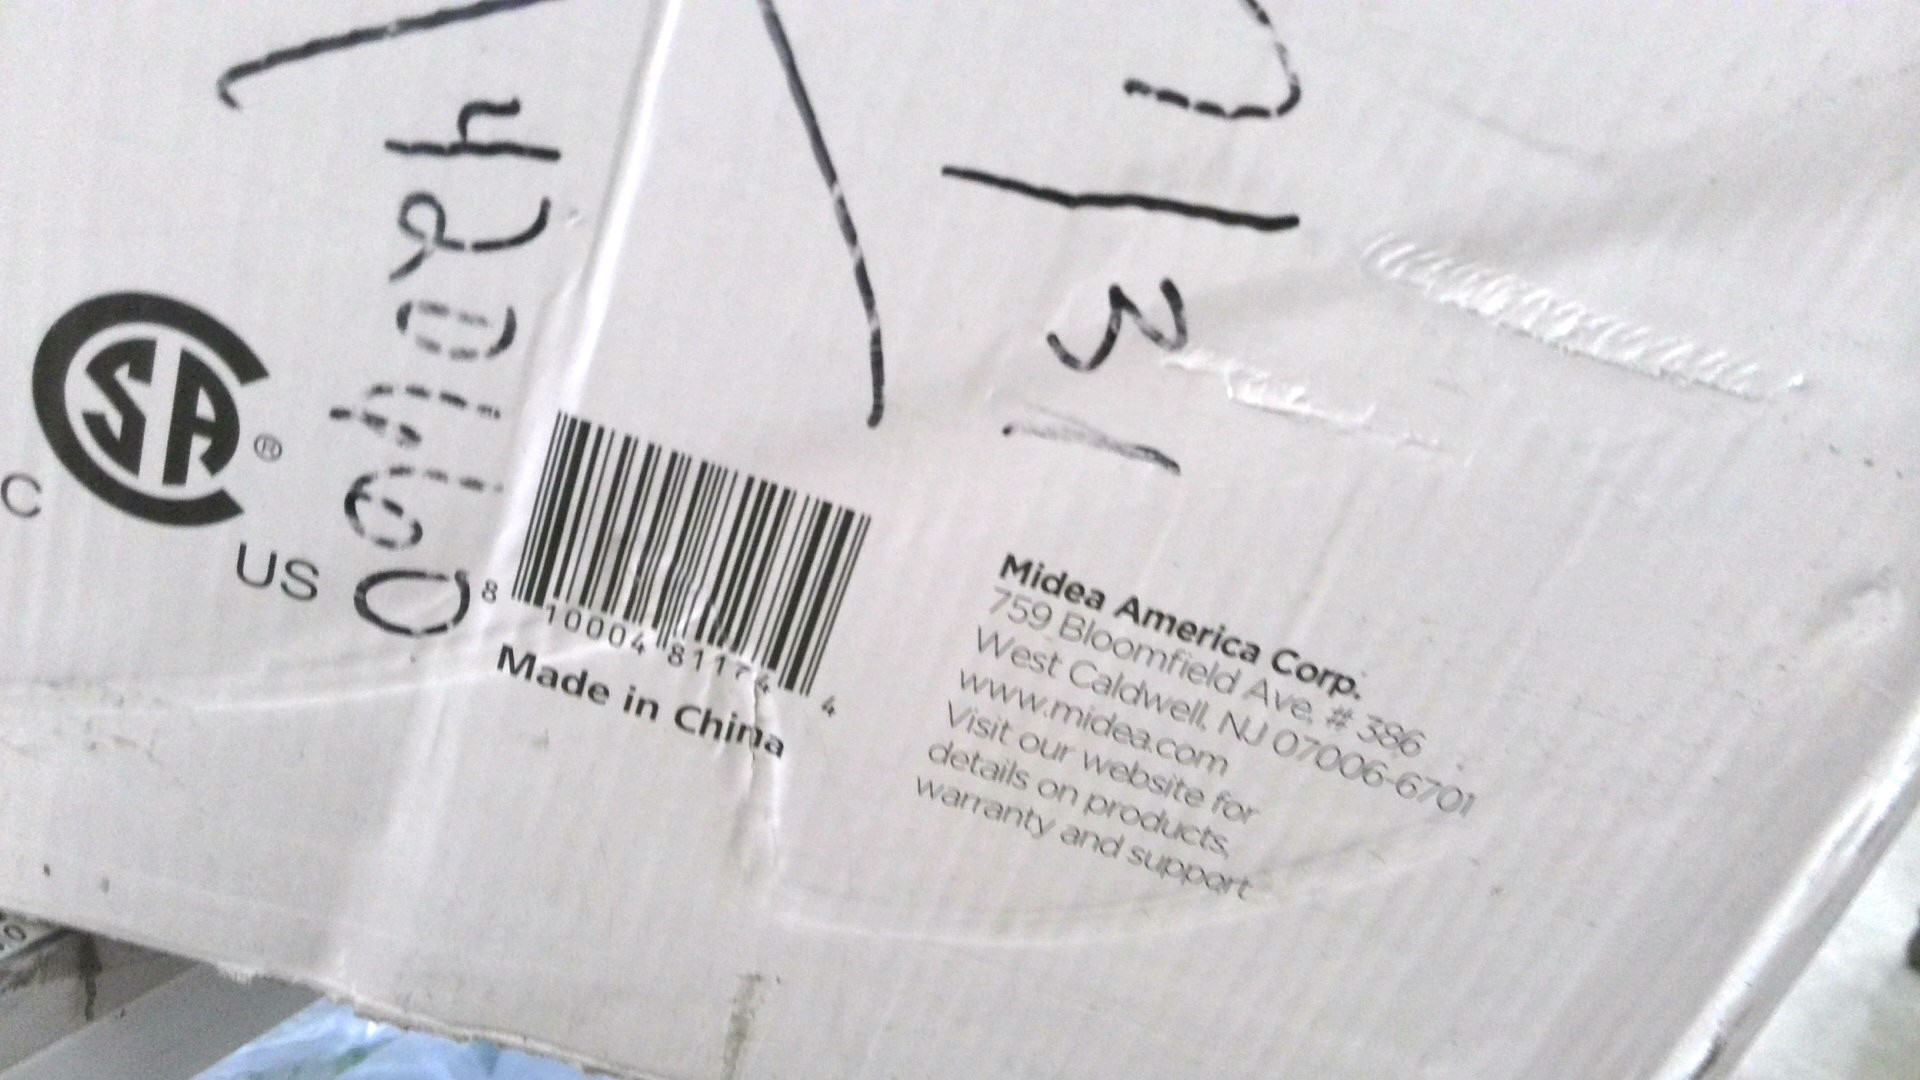 CSA®
C
US
8 10004 81174 4
Made in China
Midea America Corp.
759 Bloomfield Ave, # 386
West Caldwell, NJ 07006-6701
www.midea.com
Visit our website for
details on products,
warranty and support